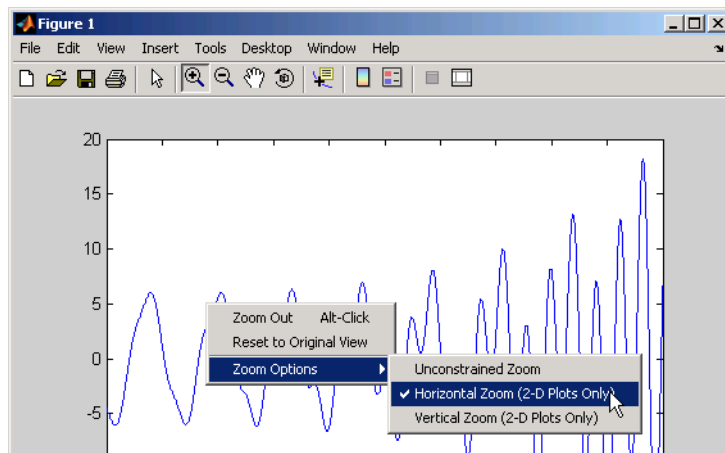 Figure 1
File Edit View Insert Tools Desktop Window Help
20
15
10
5
0
-5
Zoom Out Alt-Click
Reset to Original View
Zoom Options
Unconstrained Zoom
Horizontal Zoom (2-D Plots Only)
Vertical Zoom (2-D Plots Only)